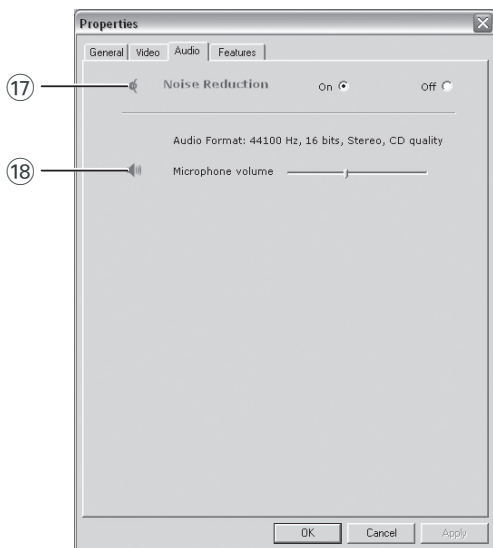 Properties
General Video Audio Features
17 Noise Reduction On Off
Audio Format: 44100 Hz, 16 bits, Stereo, CD quality
18 Microphone volume
OK Cancel Apply